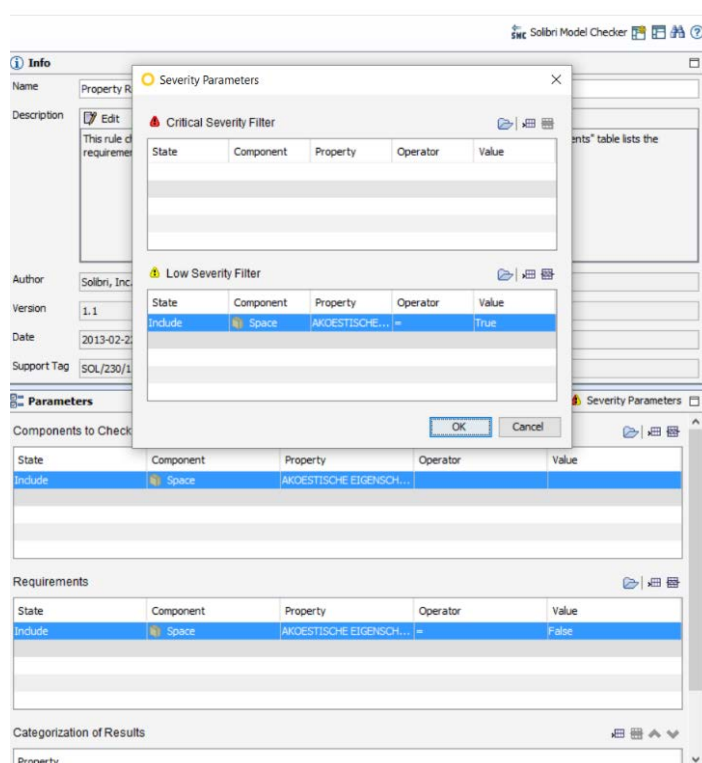 SMC Solibri Model Checker
Info
Name Property R
Description Edit
This rule c ents" table lists the
requiremen
Severity Parameters
Critical Severity Filter
State Component Property Operator Value
Low Severity Filter
State Component Property Operator Value
Include Space AKOESTISCHE... = True
OK Cancel
Author Solibri, Inc.
Version 1.1
Date 2013-02-2
Support Tag SOL/230/1
Parameters Severity Parameters
Components to Check
State Component Property Operator Value
Include Space AKOESTISCHE EIGENSCH...
Requirements
State Component Property Operator Value
Include Space AKOESTISCHE EIGENSCH... = False
Categorization of Results
Property